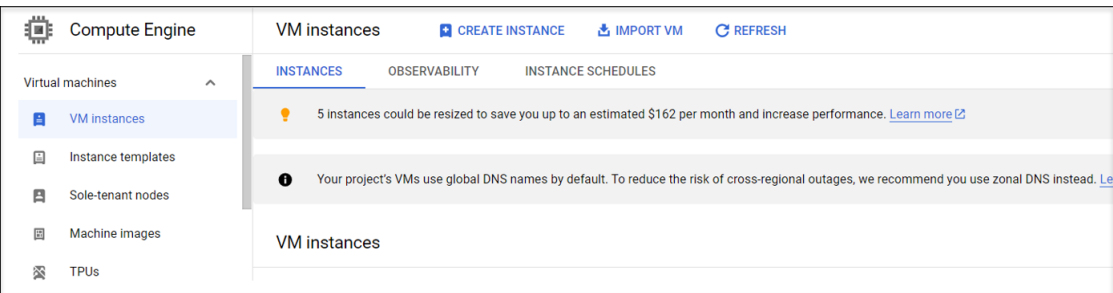 Compute Engine
VM instances
CREATE INSTANCE
IMPORT VM
REFRESH
Virtual machines
VM instances
Instance templates
Sole-tenant nodes
Machine images
TPUs
INSTANCES
OBSERVABILITY
INSTANCE SCHEDULES
5 instances could be resized to save you up to an estimated $162 per month and increase performance. Learn more
Your project's VMs use global DNS names by default. To reduce the risk of cross-regional outages, we recommend you use zonal DNS instead.
VM instances